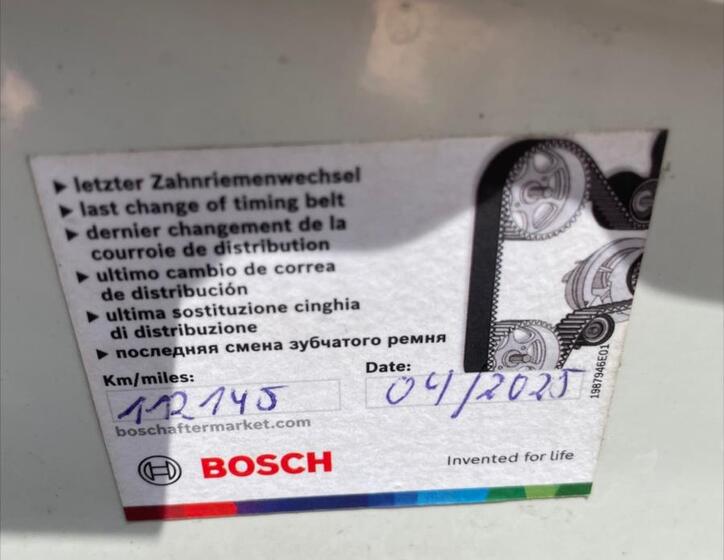 ▸ letzter Zahnriemenwechsel
▸ last change of timing belt
▸ dernier changement de la
courroie de distribution
▸ ultimo cambio de correa
de distribución
▸ ultima sostituzione cinghia
di distribuzione
▸ последняя смена зубчатого ремня
Km/miles:
Date:
112145
04/2025
boschaftermarket.com
BOSCH
Invented for life
1987946E01